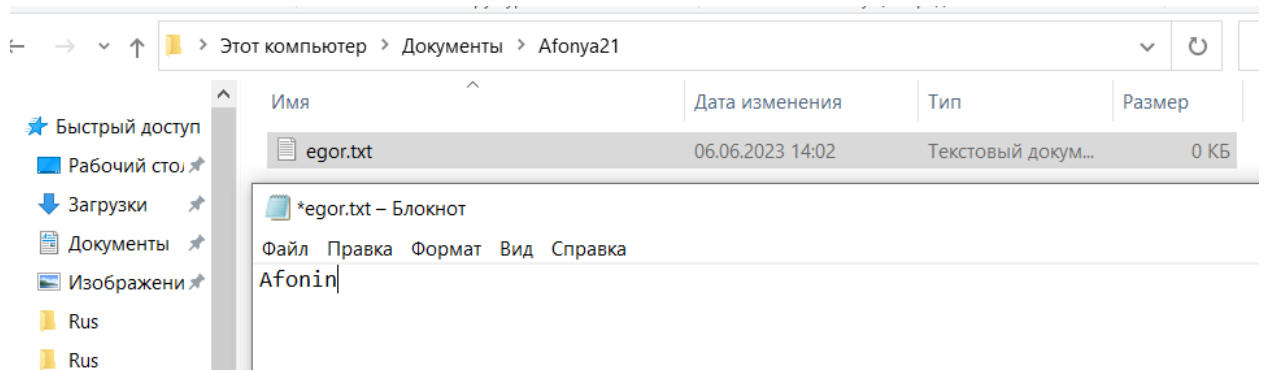 Этот компьютер > Документы > Afonya21
Имя Дата изменения Тип Размер
Быстрый доступ
egor.txt 06.06.2023 14:02 Текстовый докум... 0 КБ
Рабочий сто
Загрузки
*egor.txt – Блокнот
Документы
Файл Правка Формат Вид Справка
Изображени
Afonin
Rus
Rus